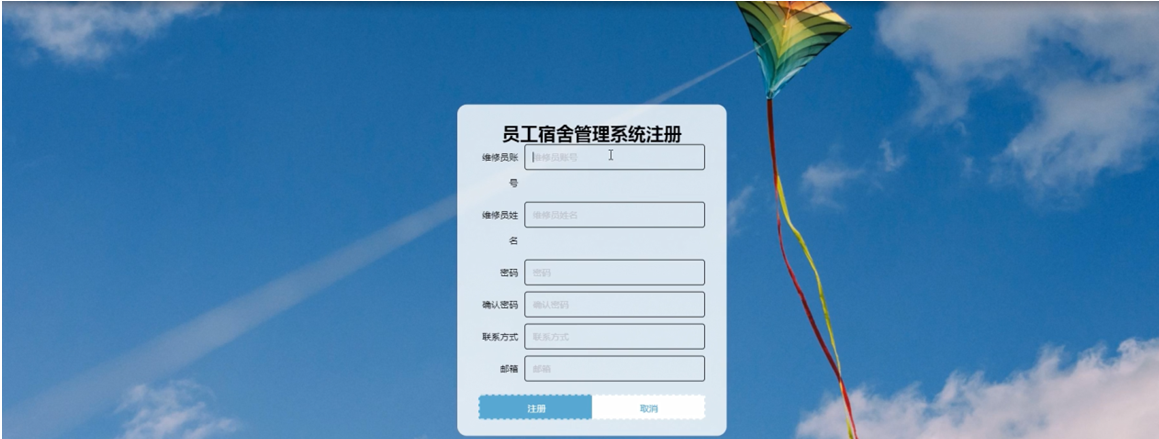 员工宿舍管理系统注册
维修员账 维修员账号
号
维修员姓 维修员姓名
名
密码 密码
确认密码 确认密码
联系方式 联系方式
邮箱 邮箱
注册 取消